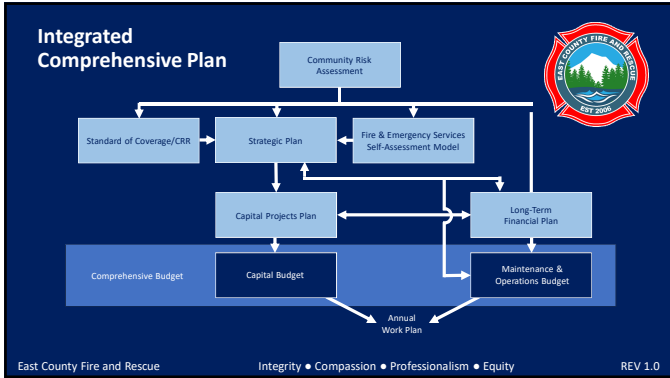 Integrated
Comprehensive Plan
Community Risk
Assessment
EAST COUNTY FIRE AND RESCUE
EST 2006
Standard of Coverage/CRR
Strategic Plan
Fire & Emergency Services
Self-Assessment Model
Capital Projects Plan
Long-Term
Financial Plan
Comprehensive Budget
Capital Budget
Maintenance &
Operations Budget
Annual
Work Plan
East County Fire and Rescue
Integrity ● Compassion ● Professionalism ● Equity
REV 1.0